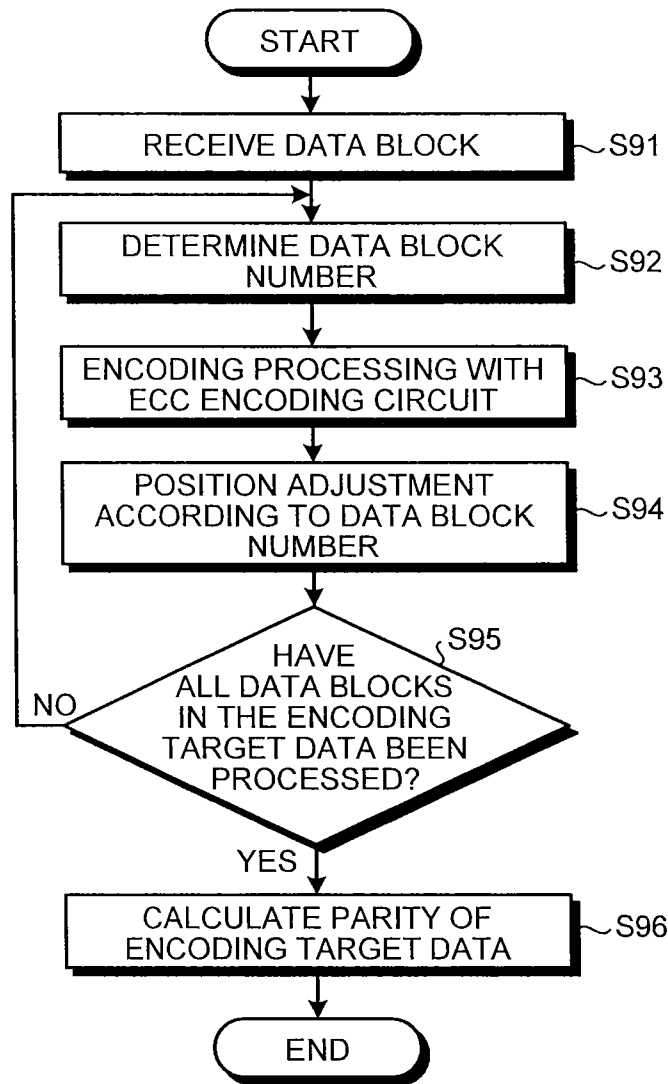 START
RECEIVE DATA BLOCK
S91
DETERMINE DATA BLOCK
NUMBER
S92
ENCODING PROCESSING WITH
ECC ENCODING CIRCUIT
S93
POSITION ADJUSTMENT
ACCORDING TO DATA BLOCK
NUMBER
S94
S95
HAVE
ALL DATA BLOCKS
IN THE ENCODING
TARGET DATA BEEN
PROCESSED?
NO
YES
CALCULATE PARITY OF
ENCODING TARGET DATA
S96
END